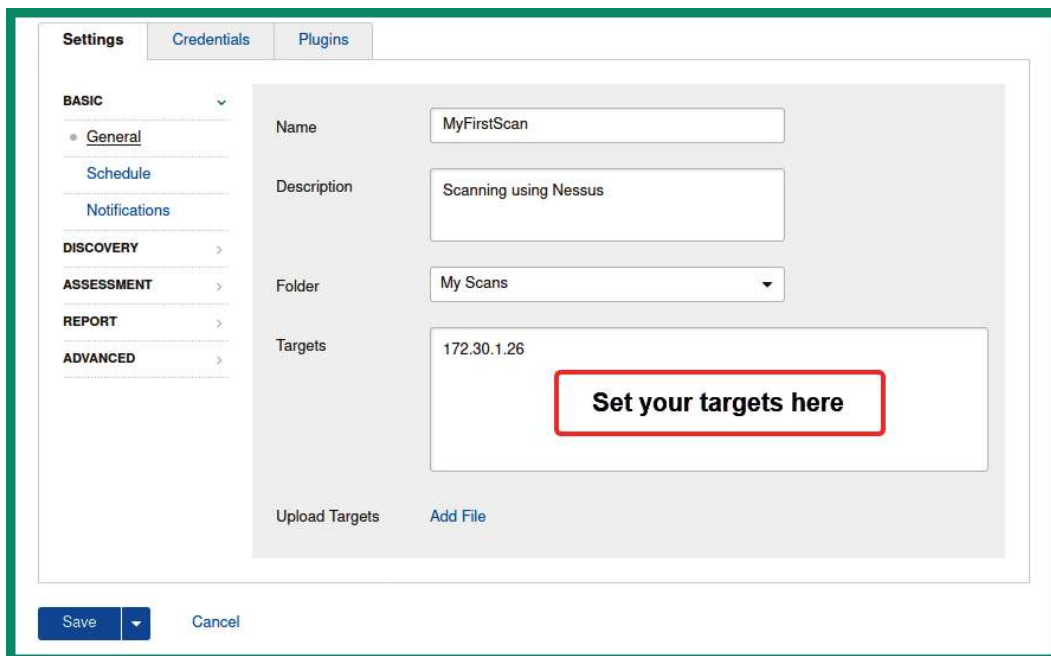 Settings
Credentials
Plugins
BASIC
General
Schedule
Notifications
DISCOVERY
ASSESSMENT
REPORT
ADVANCED
Name
MyFirstScan
Description
Scanning using Nessus
Folder
My Scans
Targets
172.30.1.26
Set your targets here
Upload Targets
Add File
Save
Cancel